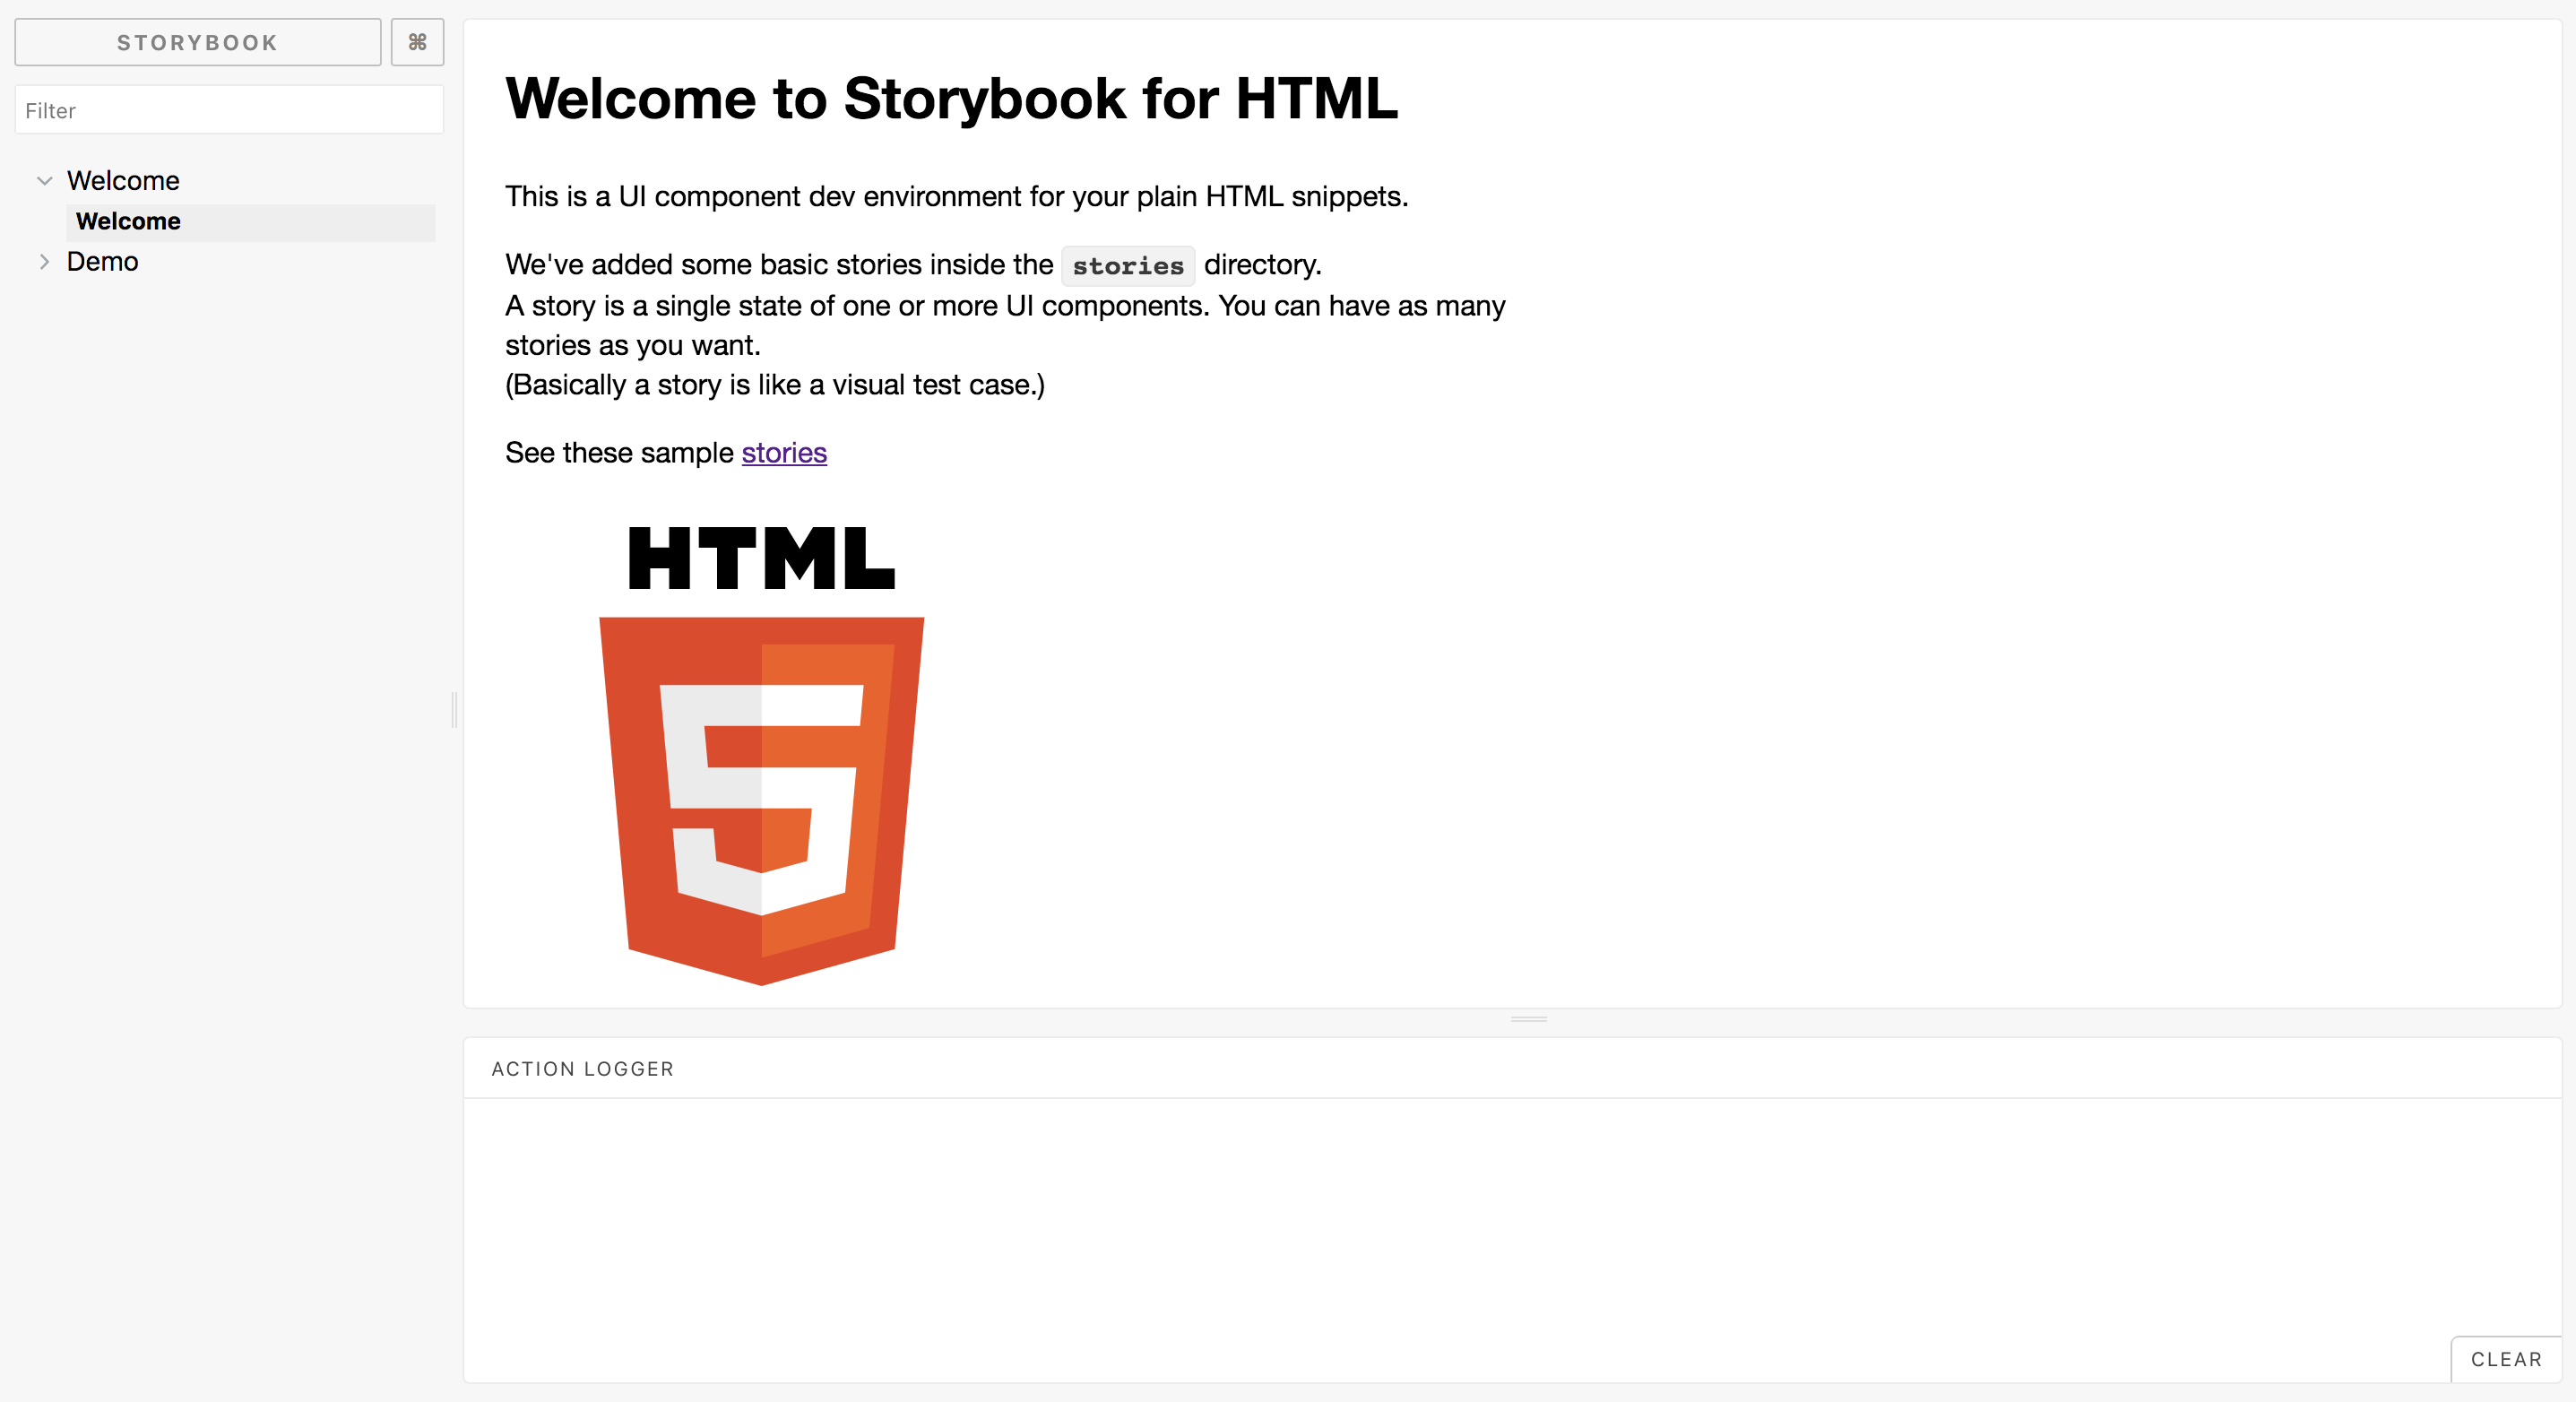 STORYBOOK ⌘
Filter
Welcome
Welcome
Demo
Welcome to Storybook for HTML
This is a UI component dev environment for your plain HTML snippets.
We've added some basic stories inside the stories directory.
A story is a single state of one or more UI components. You can have as many
stories as you want.
(Basically a story is like a visual test case.)
See these sample stories
HTML
5
ACTION LOGGER
CLEAR